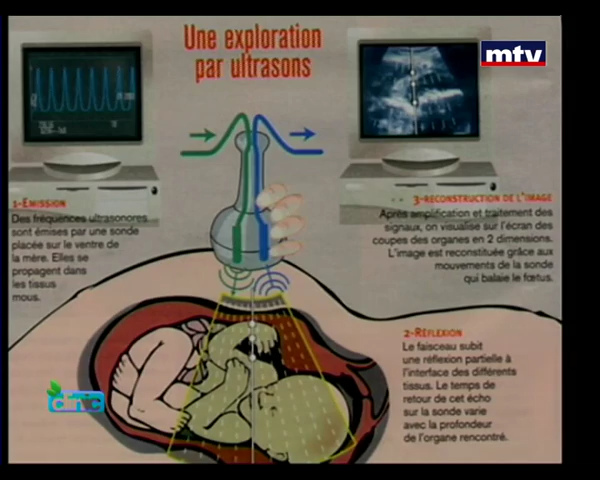 Une exploration
par ultrasons
mtv
1-EMISSION
Des fréquences ultrasonores
sont émises par une sonde
placée sur le ventre de
la mère. Elles se
propagent dans
les tissus
mous.
3-RECONSTRUCTION DE L'IMAGE
Après amplification et traitement des
signaux, on visualise sur l'écran des
coupes des organes en 2 dimensions.
L'image est reconstituée grâce aux
mouvements de la sonde
qui balaie le fœtus.
2-RÉFLEXION
Le faisceau subit
une réflexion partielle à
l'interface des différents
tissus. Le temps de
retour de cet écho
sur la sonde varie
avec la profondeur
de l'organe rencontré.
clinic